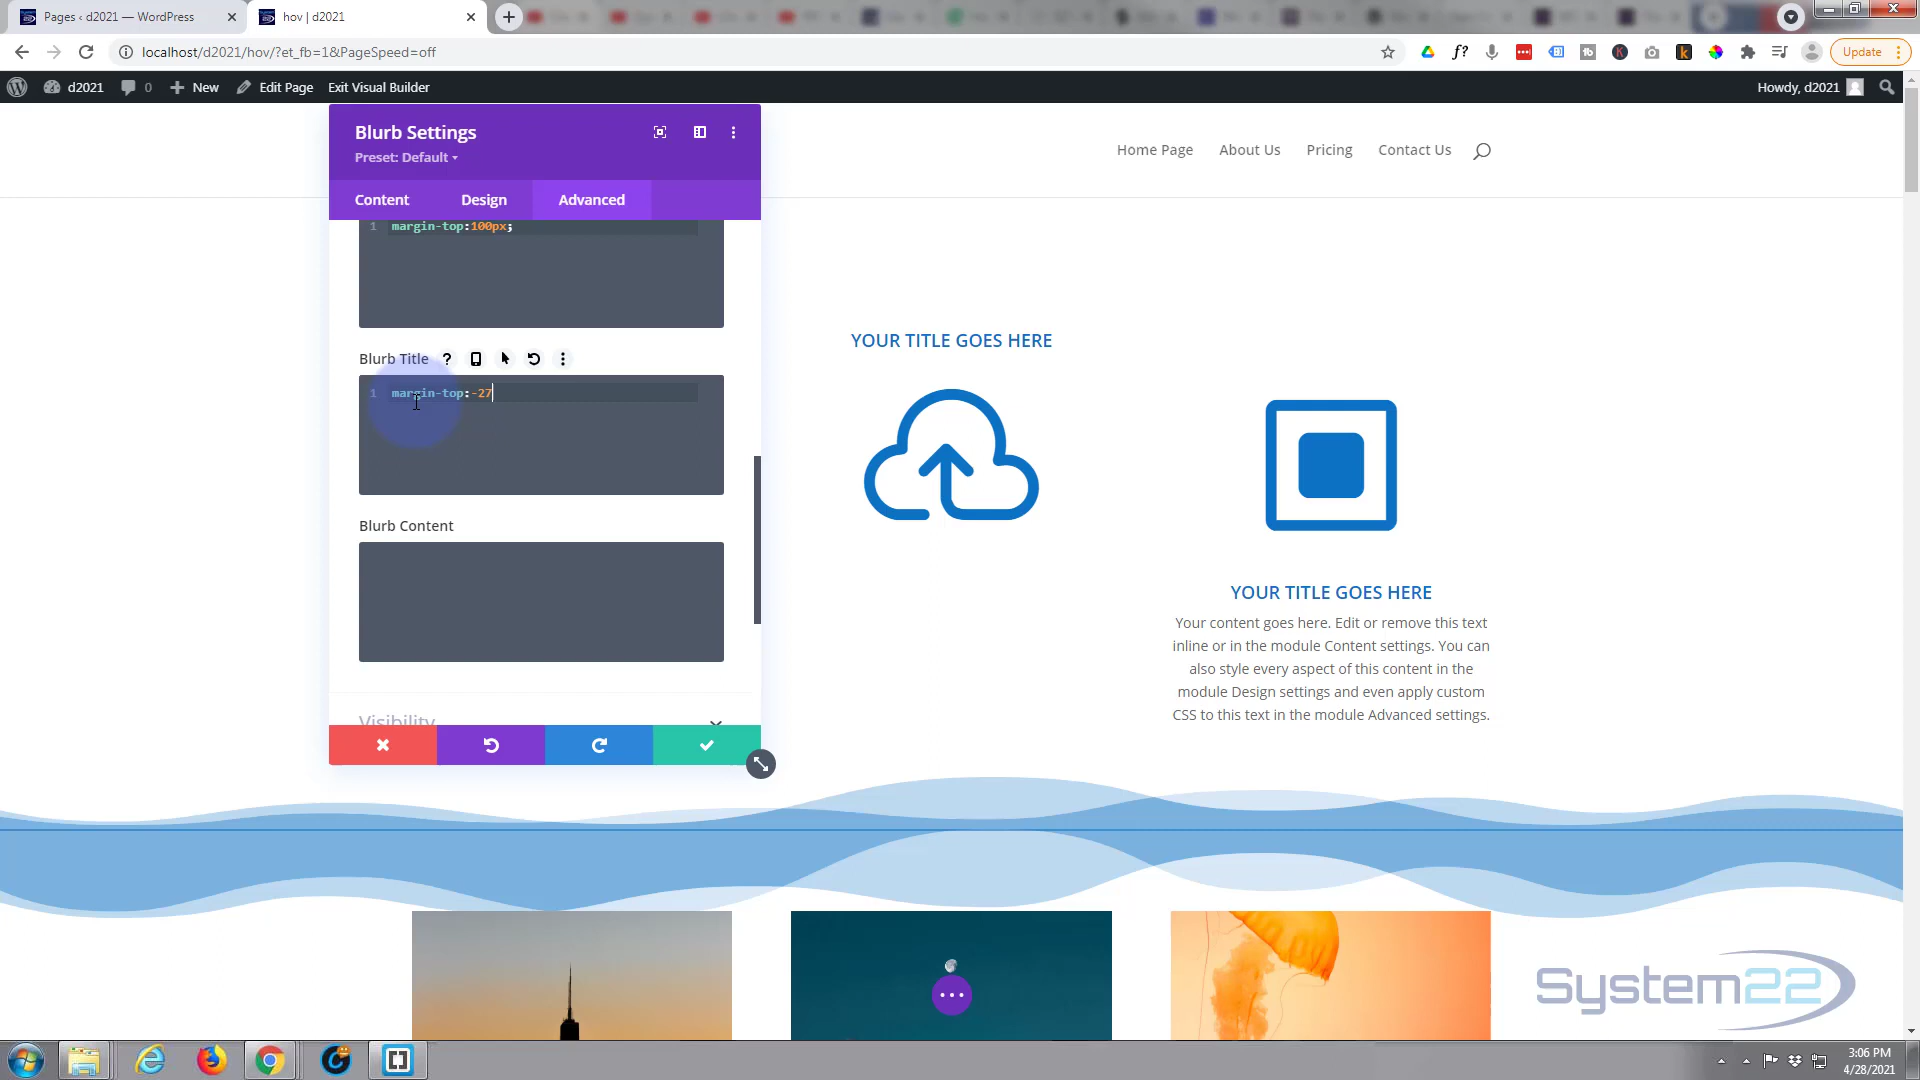 Pages ‹ d2021 — WordPress
hov | d2021
localhost/d2021/hov/?et_fb=1&PageSpeed=off
Update
d2021
0
New
Edit Page
Exit Visual Builder
Howdy, d2021
Blurb Settings
Preset: Default
Content
Design
Advanced
Home Page
About Us
Pricing
Contact Us
1 margin-top:100px;
Blurb Title
1 margin-top:-27
Blurb Content
Visibility
YOUR TITLE GOES HERE
YOUR TITLE GOES HERE
Your content goes here. Edit or remove this text
inline or in the module Content settings. You can
also style every aspect of this content in the
module Design settings and even apply custom
CSS to this text in the module Advanced settings.
System22
3:06 PM
4/28/2021